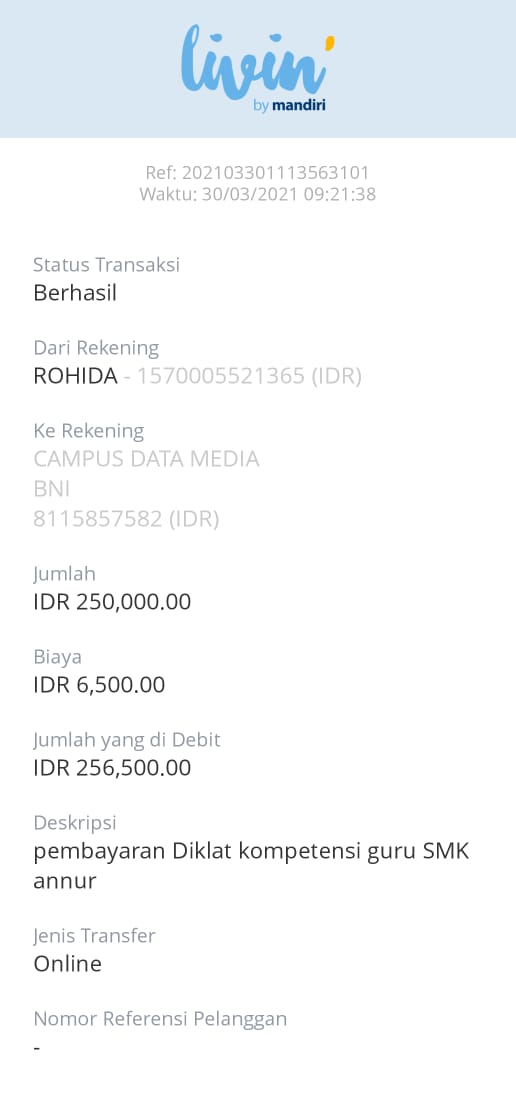 livin'
by mandiri
Ref: 202103301113563101
Waktu: 30/03/2021 09:21:38
Status Transaksi
Berhasil
Dari Rekening
ROHIDA - 1570005521365 (IDR)
Ke Rekening
CAMPUS DATA MEDIA
BNI
8115857582 (IDR)
Jumlah
IDR 250,000.00
Biaya
IDR 6,500.00
Jumlah yang di Debit
IDR 256,500.00
Deskripsi
pembayaran Diklat kompetensi guru SMK
annur
Jenis Transfer
Online
Nomor Referensi Pelanggan
-